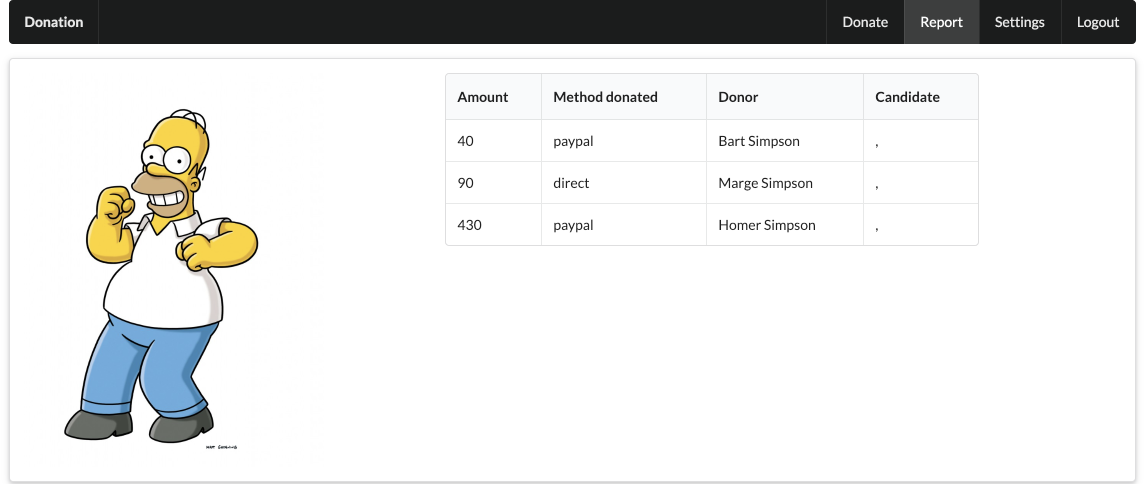 Donation Donate Report Settings Logout
Amount Method donated Donor Candidate
40 paypal Bart Simpson ,
90 direct Marge Simpson ,
430 paypal Homer Simpson ,